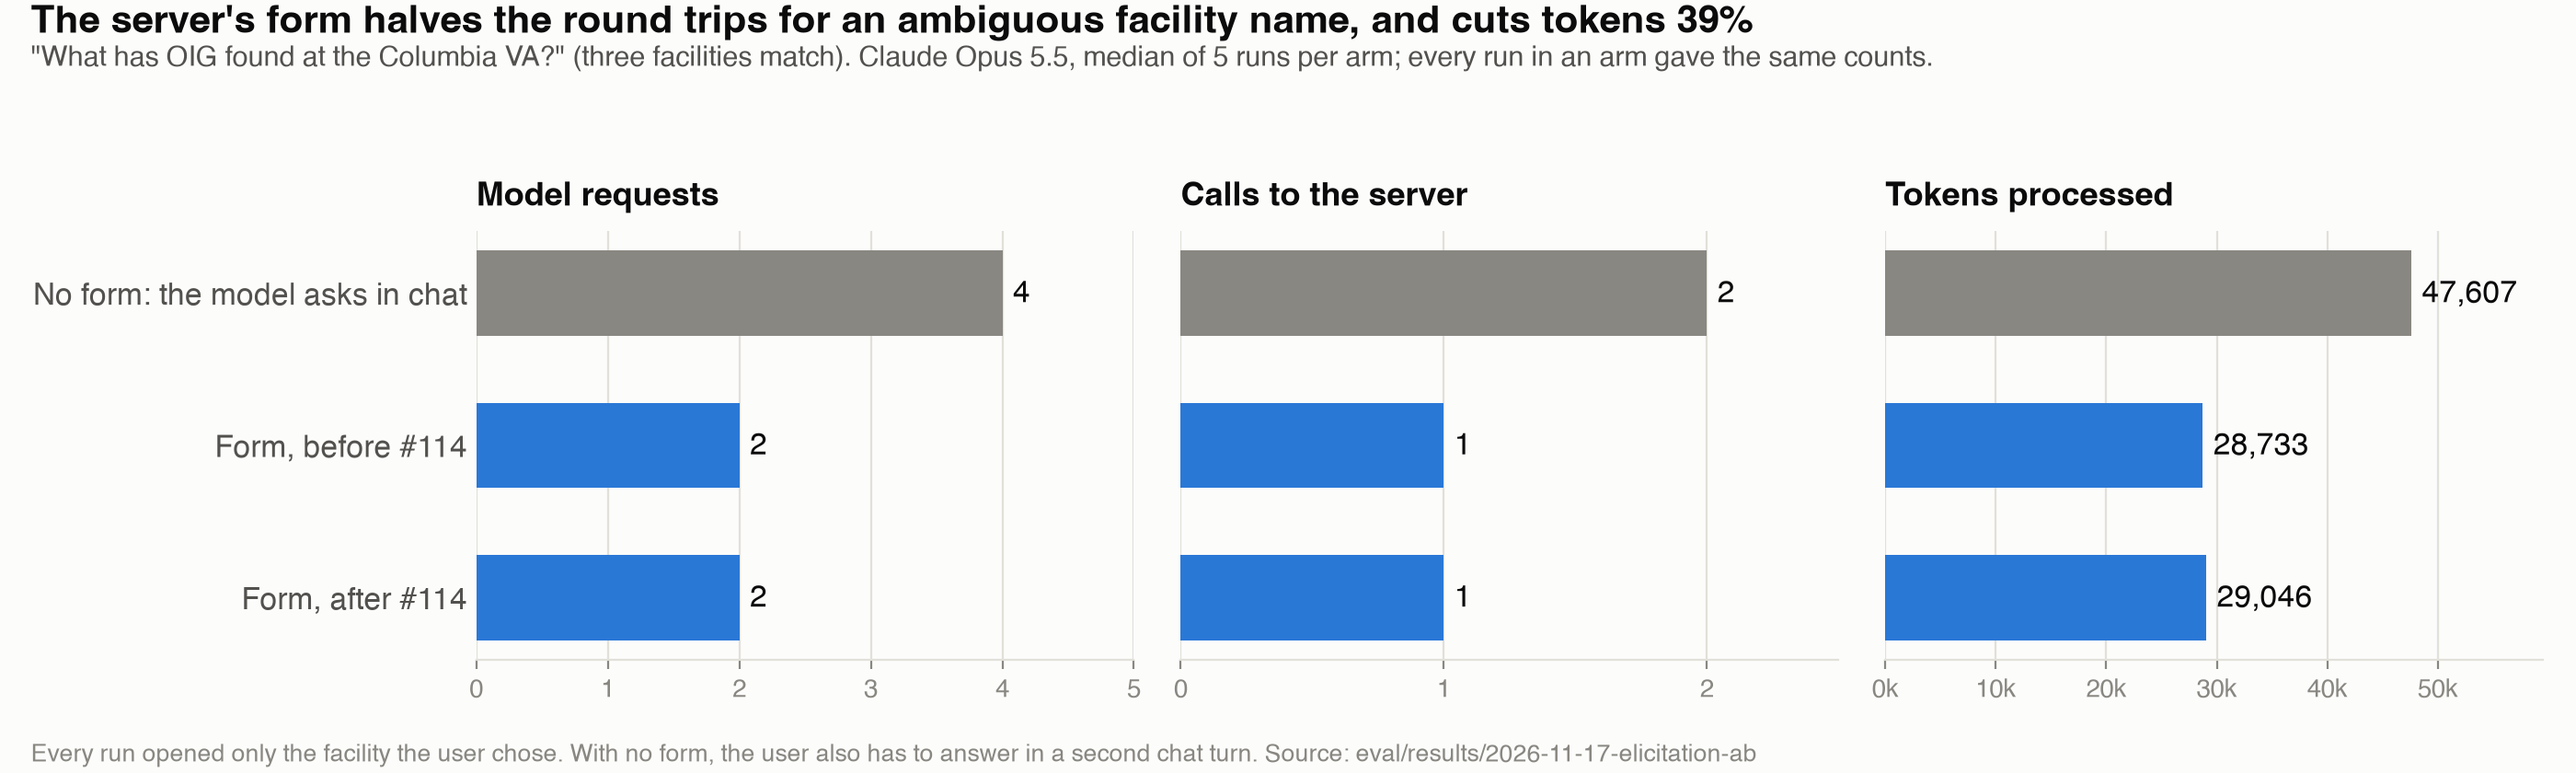 The server's form halves the round trips for an ambiguous facility name, and cuts tokens 39%
"What has OIG found at the Columbia VA?" (three facilities match). Claude Opus 5.5, median of 5 runs per arm; every run in an arm gave the same counts.
Model requests
Calls to the server
Tokens processed
No form: the model asks in chat
4
2
47,607
Form, before #114
2
1
28,733
Form, after #114
2
1
29,046
0 1 2 3 4 5
0 1 2
0k 10k 20k 30k 40k 50k
Every run opened only the facility the user chose. With no form, the user also has to answer in a second chat turn. Source: eval/results/2026-11-17-elicitation-ab